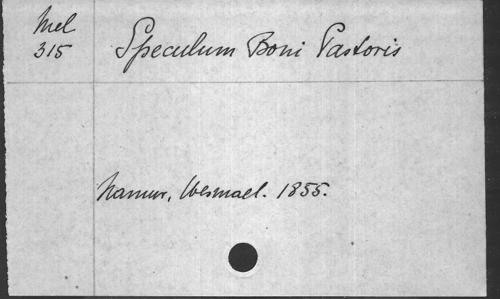 Mel
315
Speculum Boni Pastoris
Namur, Wesmael. 1855.